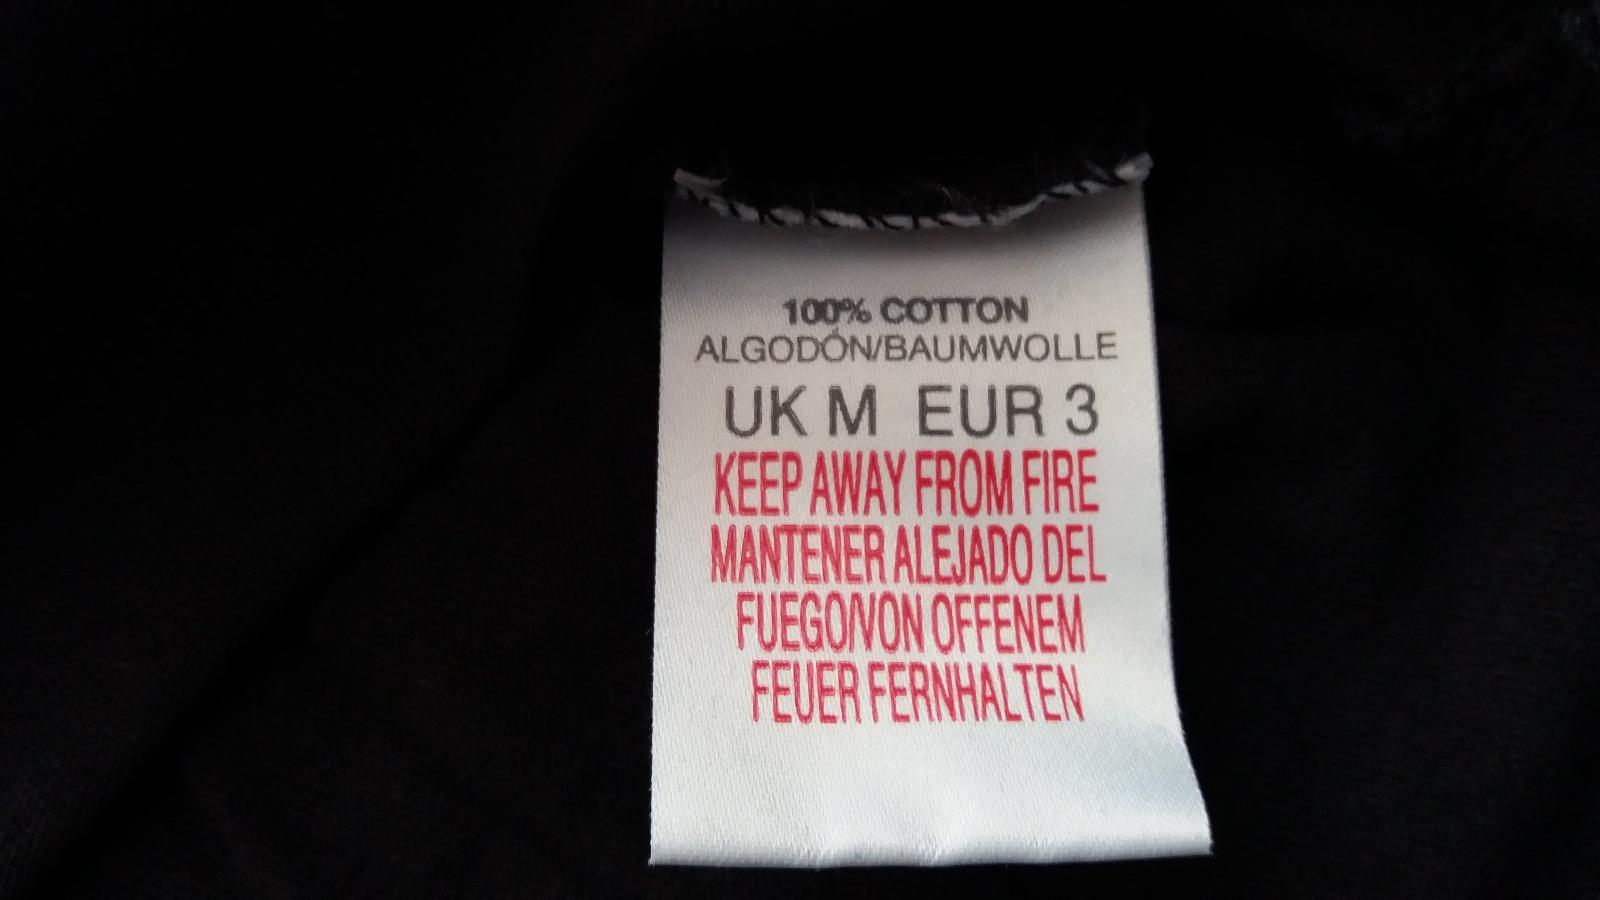 100% COTTON
ALGODÓN/BAUMWOLLE
UK M EUR 3
KEEP AWAY FROM FIRE
MANTENER ALEJADO DEL
FUEGO/VON OFFENEM
FEUER FERNHALTEN